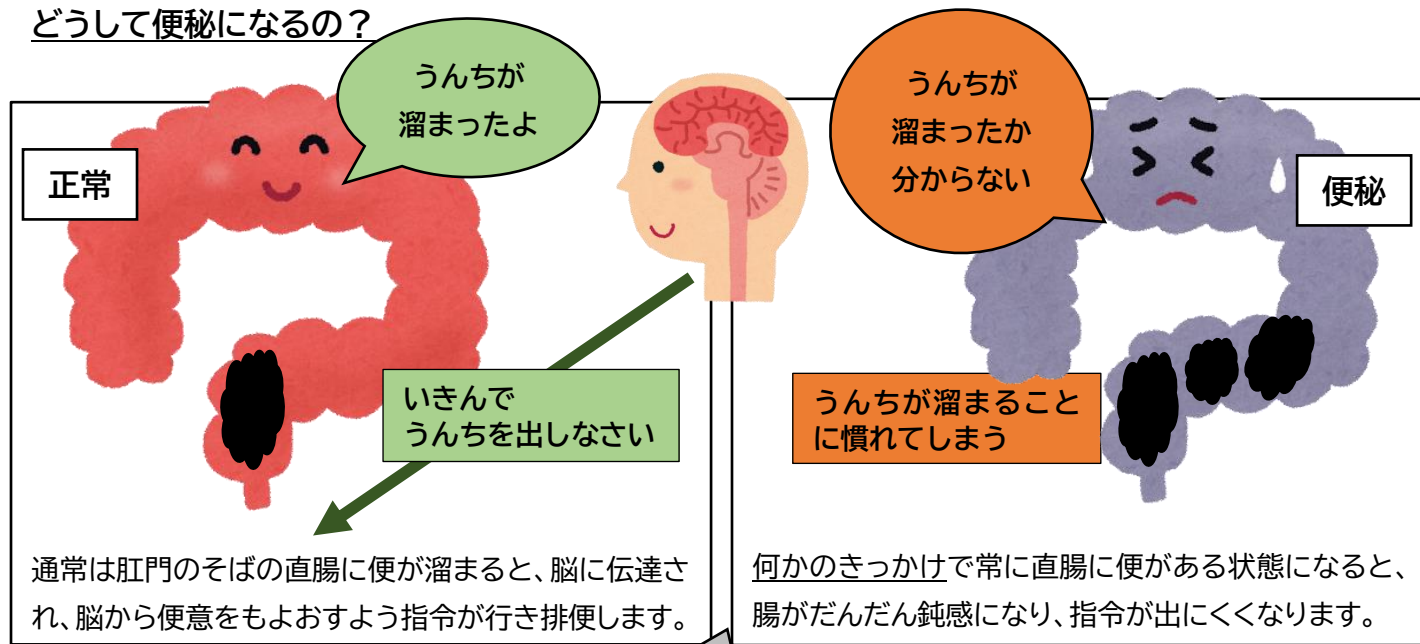 どうして便秘になるの？
うんちが
溜まったよ
正常
いきんで
うんちを出しなさい
通常は肛門のそばの直腸に便が溜まると、脳に伝達さ
れ、脳から便意をもよおすよう指令が行き排便します。
うんちが
溜まったか
分からない
便秘
うんちが溜まること
に慣れてしまう
何かのきっかけで常に直腸に便がある状態になると、
腸がだんだん鈍感になり、指令が出にくくなります。